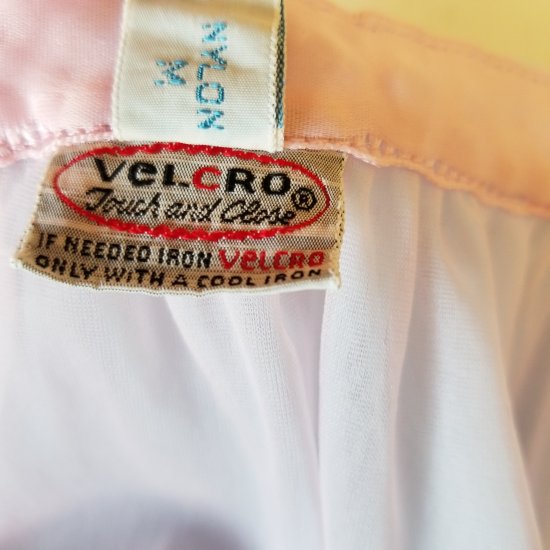 NYLON
M
VELCRO®
Touch and Close
IF NEEDED IRON VELCRO
ONLY WITH A COOL IRON